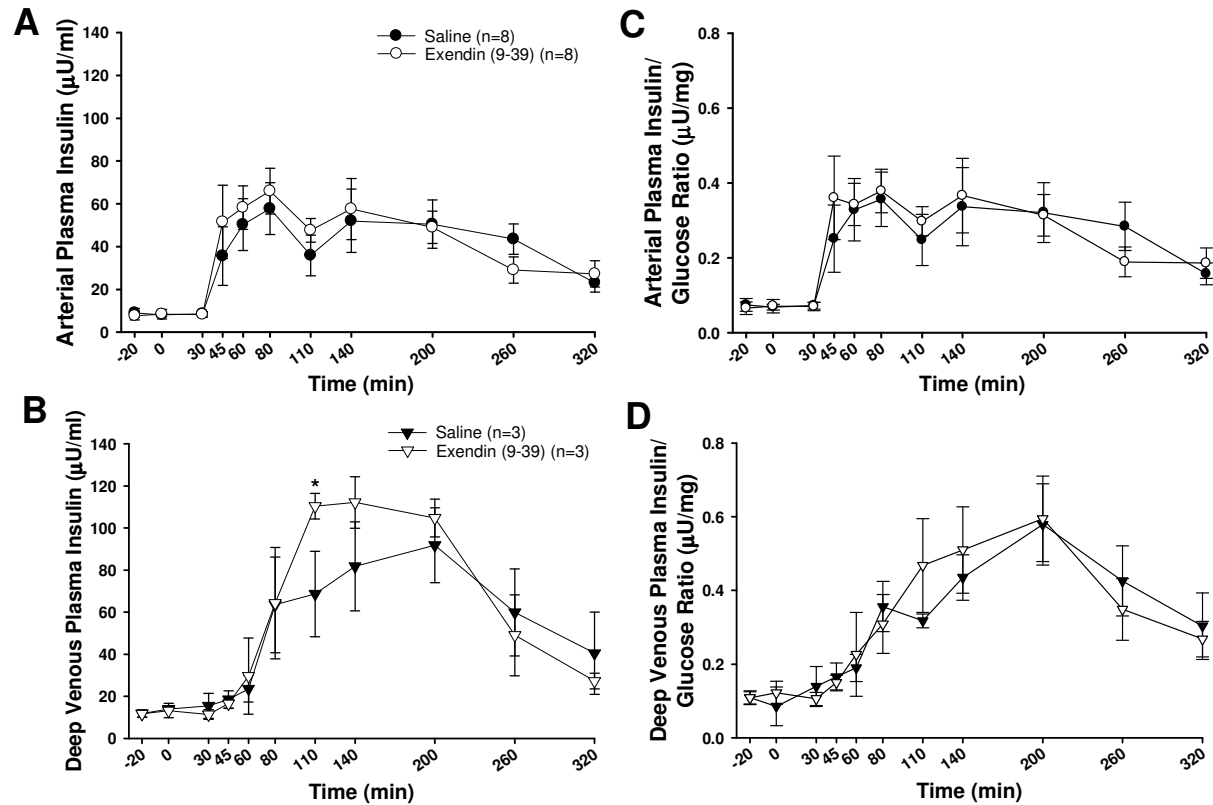 A
Arterial Plasma Insulin (µU/ml)
140
120
100
80
60
40
20
0
Saline (n=8)
Exendin (9-39) (n=8)
-20 0 30 45 60 80 110 140 200 260 320
Time (min)
C
Arterial Plasma Insulin/
Glucose Ratio (µU/mg)
0.8
0.6
0.4
0.2
0.0
-20 0 30 45 60 80 110 140 200 260 320
Time (min)
B
Deep Venous Plasma Insulin (µU/ml)
140
120
100
80
60
40
20
0
Saline (n=3)
Exendin (9-39) (n=3)
*
-20 0 30 45 60 80 110 140 200 260 320
Time (min)
D
Deep Venous Plasma Insulin/
Glucose Ratio (µU/mg)
0.8
0.6
0.4
0.2
0.0
-20 0 30 45 60 80 110 140 200 260 320
Time (min)